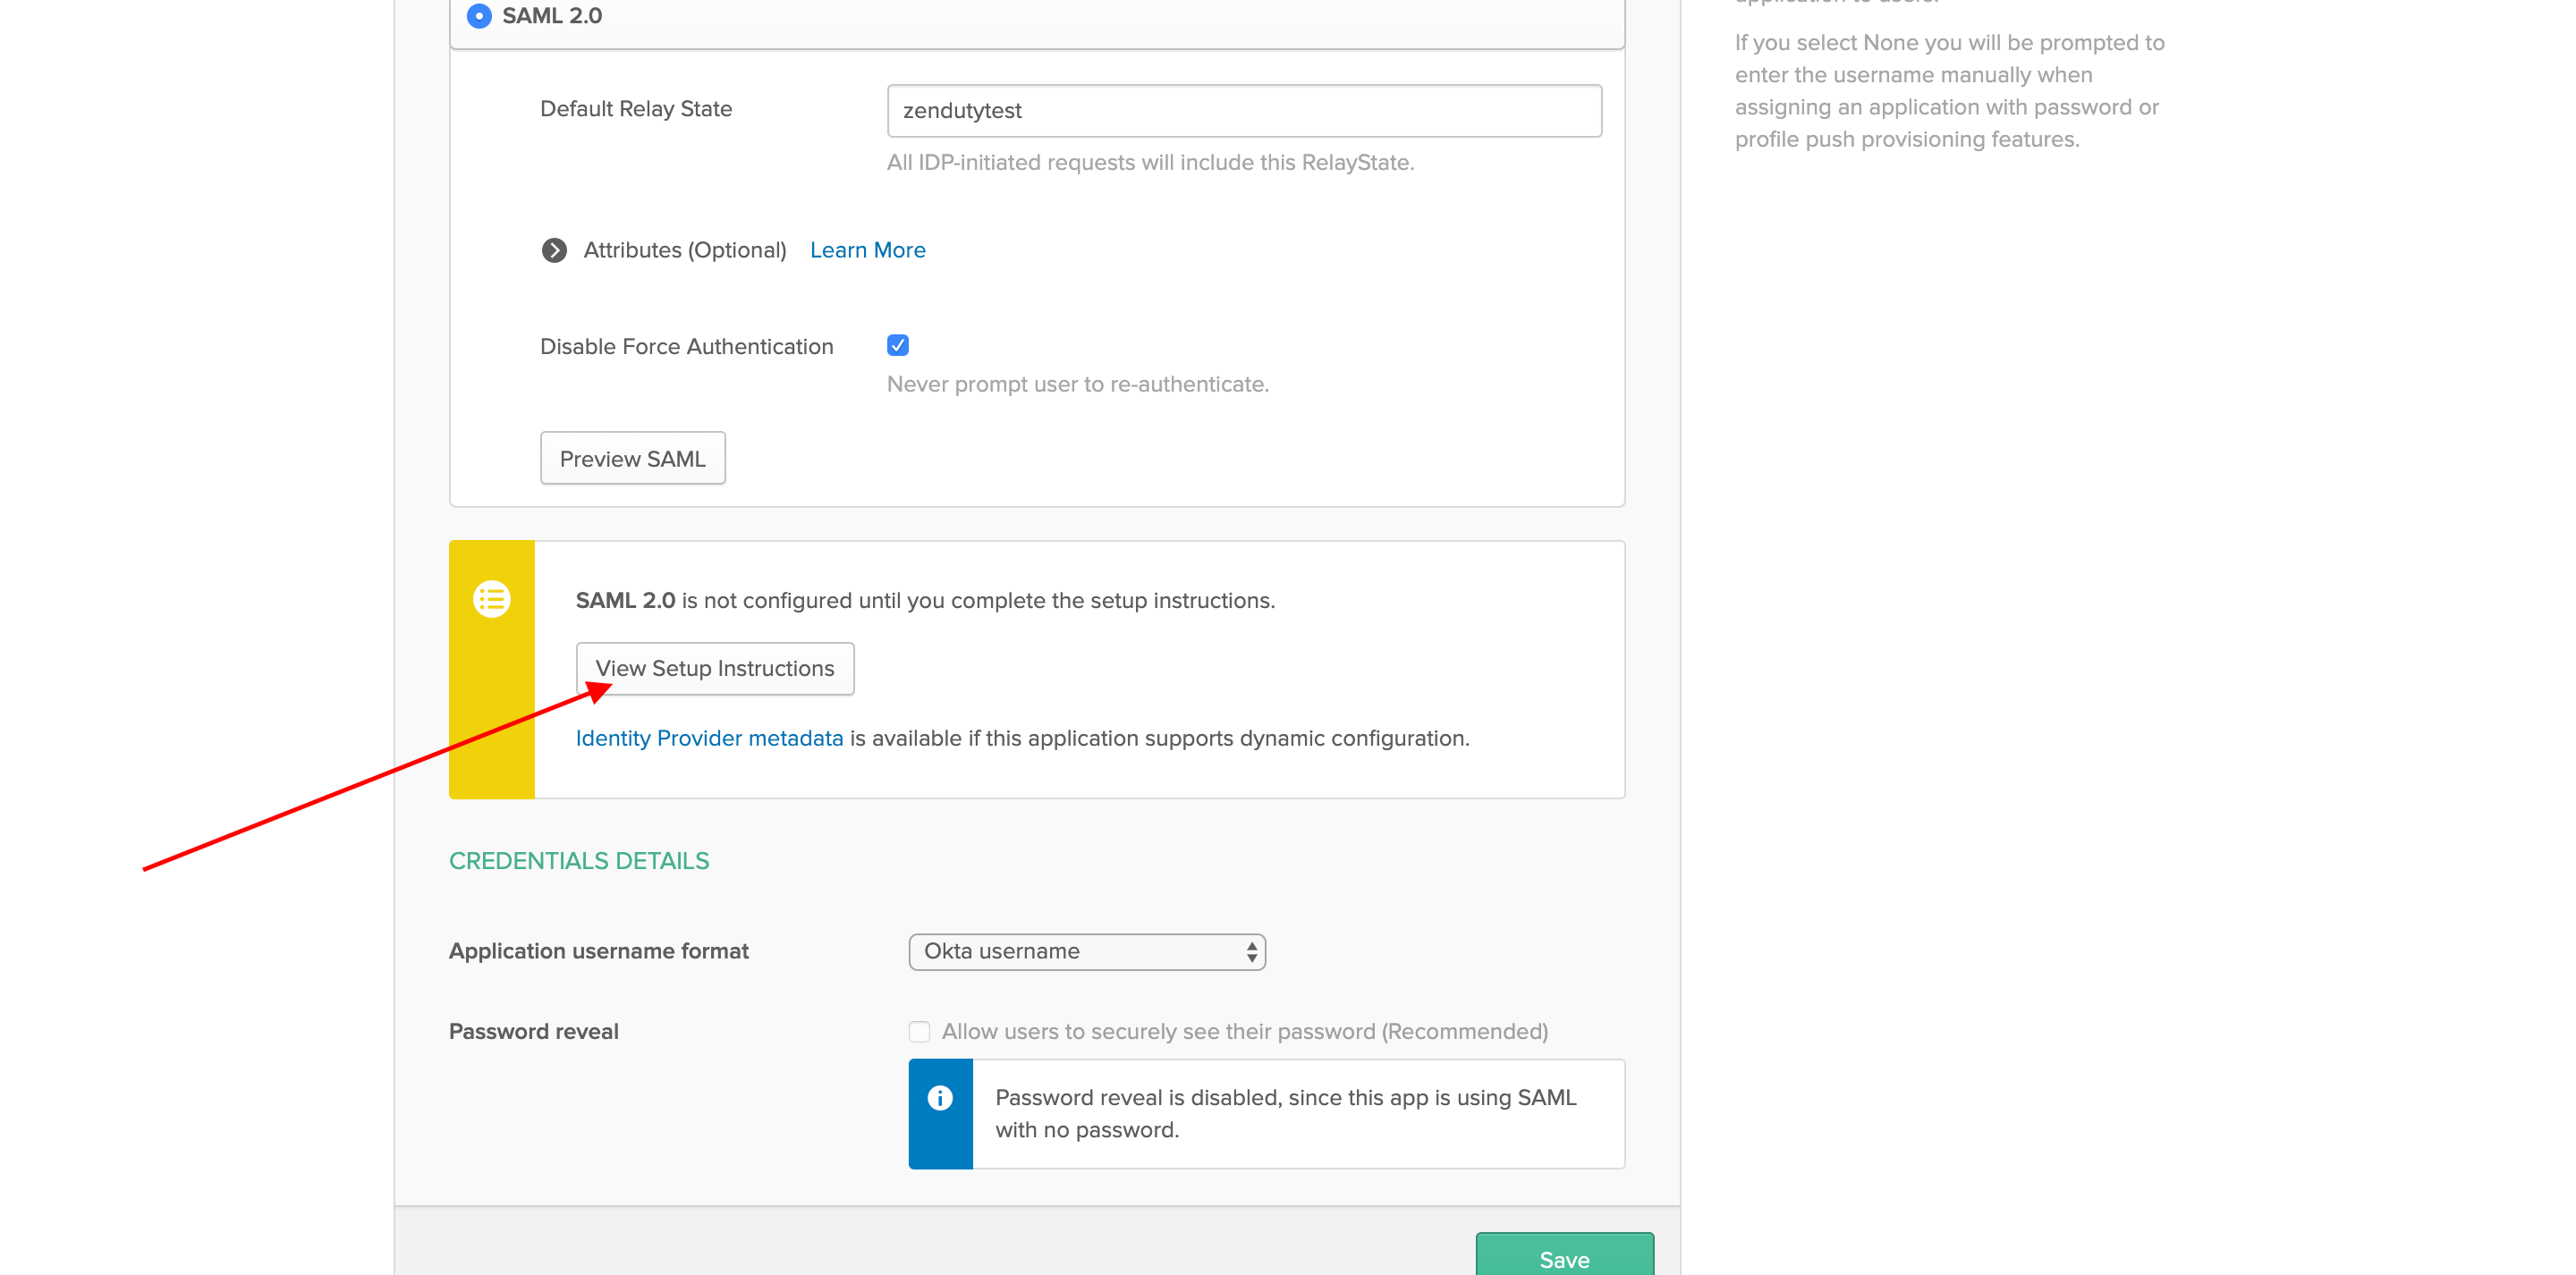 SAML 2.0
Default Relay State
zendutytest
All IDP-initiated requests will include this RelayState.
Attributes (Optional) Learn More
Disable Force Authentication
Never prompt user to re-authenticate.
Preview SAML
SAML 2.0 is not configured until you complete the setup instructions.
View Setup Instructions
Identity Provider metadata is available if this application supports dynamic configuration.
CREDENTIALS DETAILS
Application username format
Okta username
Password reveal
Allow users to securely see their password (Recommended)
Password reveal is disabled, since this app is using SAML
with no password.
Save
application to users.
If you select None you will be prompted to
enter the username manually when
assigning an application with password or
profile push provisioning features.